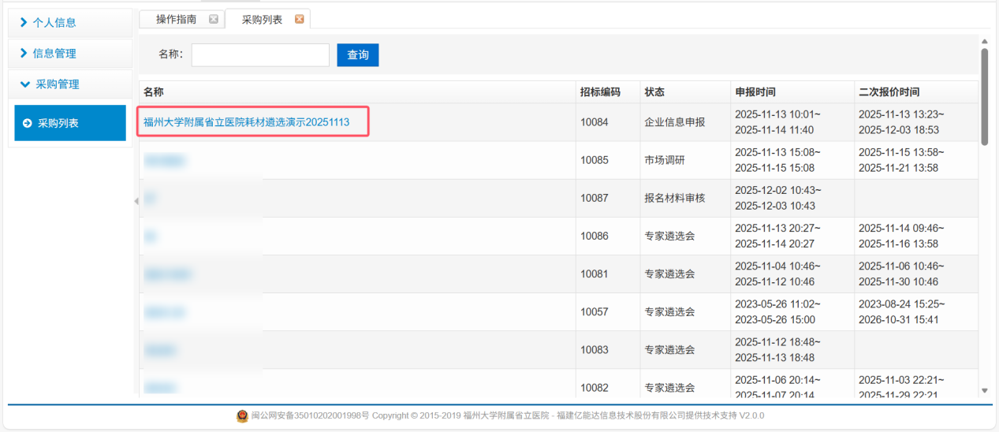 个人信息
信息管理
采购管理
采购列表
操作指南
采购列表
名称：
查询
名称 招标编码 状态 申报时间 二次报价时间
福州大学附属省立医院耗材遴选演示20251113 10084 企业信息申报 2025-11-13 10:01~ 2025-11-13 13:23~
2025-11-14 11:40 2025-12-03 18:53
10085 市场调研 2025-11-13 15:08~ 2025-11-15 13:58~
2025-11-15 15:08 2025-11-21 13:58
10087 报名材料审核 2025-12-02 10:43~
2025-12-03 10:43
10086 专家遴选会 2025-11-13 20:27~ 2025-11-14 09:46~
2025-11-14 20:27 2025-11-16 13:58
10081 专家遴选会 2025-11-04 10:46~ 2025-11-06 10:46~
2025-11-12 10:46 2025-11-30 10:46
10057 专家遴选会 2023-05-26 11:02~ 2023-08-24 15:25~
2023-05-26 15:00 2026-10-31 15:41
10083 专家遴选会 2025-11-12 18:48~
2025-11-13 18:48
10082 专家遴选会 2025-11-06 20:14~ 2025-11-03 22:21~
2025-11-07 20:14 2025-11-29 22:21
闽公网安备35010202001998号 Copyright © 2015-2019 福州大学附属省立医院 - 福建亿能达信息技术股份有限公司提供技术支持 V2.0.0